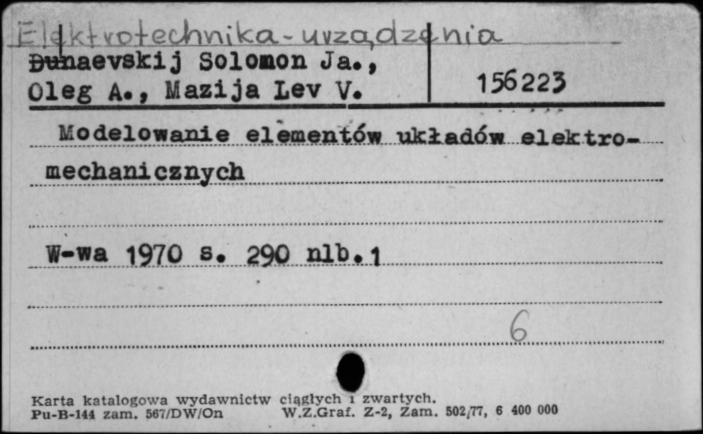 Elektrotechnika - urządzenia
Dunaevskij Solomon Ja.,
Oleg A., Mazija Lev V.
156223
Modelowanie elementów układów elektro-
mechanicznych
W-wa 1970 s. 290 nlb. 1
6
Karta katalogowa wydawnictw ciągłych i zwartych.
Pu-B-144 zam. 567/DW/On W.Z.Graf. Z-2, Zam. 502/77, 6 400 000